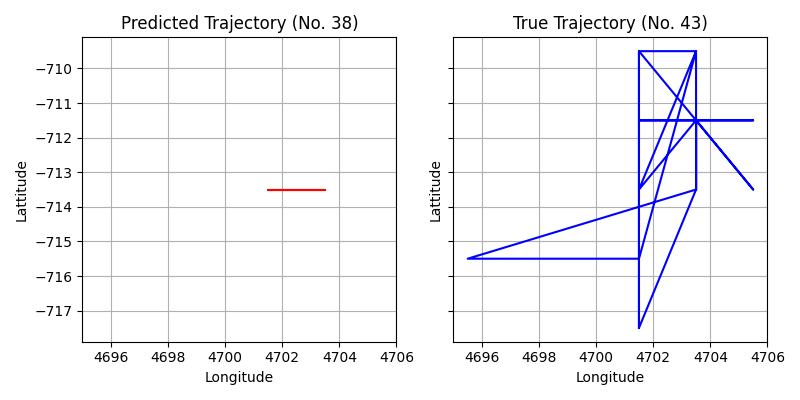 Predicted Trajectory (No. 38)
True Trajectory (No. 43)
−710
−711
−712
−713
−714
−715
−716
−717
Lattitude
Lattitude
4696 4698 4700 4702 4704 4706
4696 4698 4700 4702 4704 4706
Longitude
Longitude